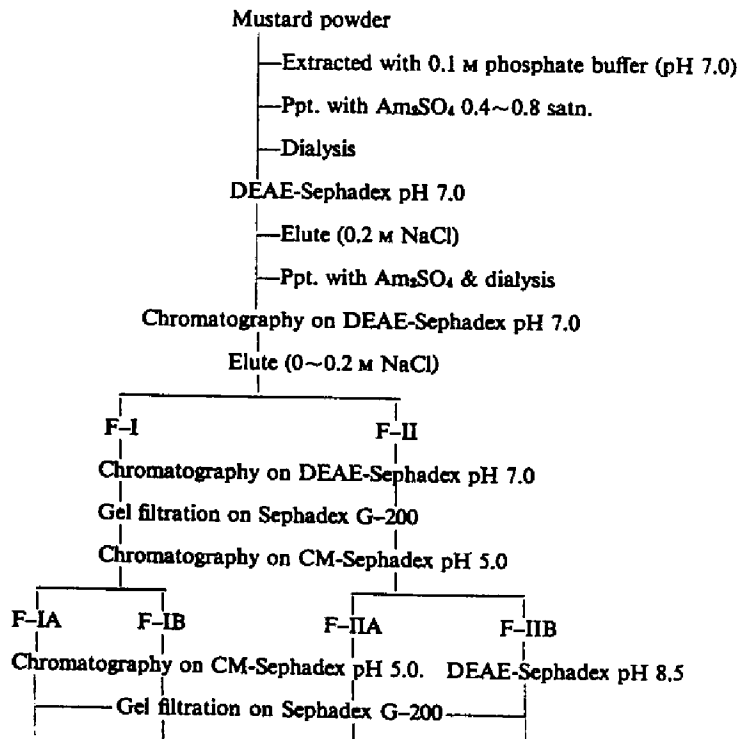 Mustard powder
Extracted with 0.1 M phosphate buffer (pH 7.0)
Ppt. with Am₂SO₄ 0.4~0.8 satn.
Dialysis
DEAE-Sephadex pH 7.0
Elute (0.2 M NaCl)
Ppt. with Am₂SO₄ & dialysis
Chromatography on DEAE-Sephadex pH 7.0
Elute (0~0.2 M NaCl)
F-I F-II
Chromatography on DEAE-Sephadex pH 7.0
Gel filtration on Sephadex G-200
Chromatography on CM-Sephadex pH 5.0
F-IA F-IB F-IIA F-IIB
Chromatography on CM-Sephadex pH 5.0. DEAE-Sephadex pH 8.5
Gel filtration on Sephadex G-200